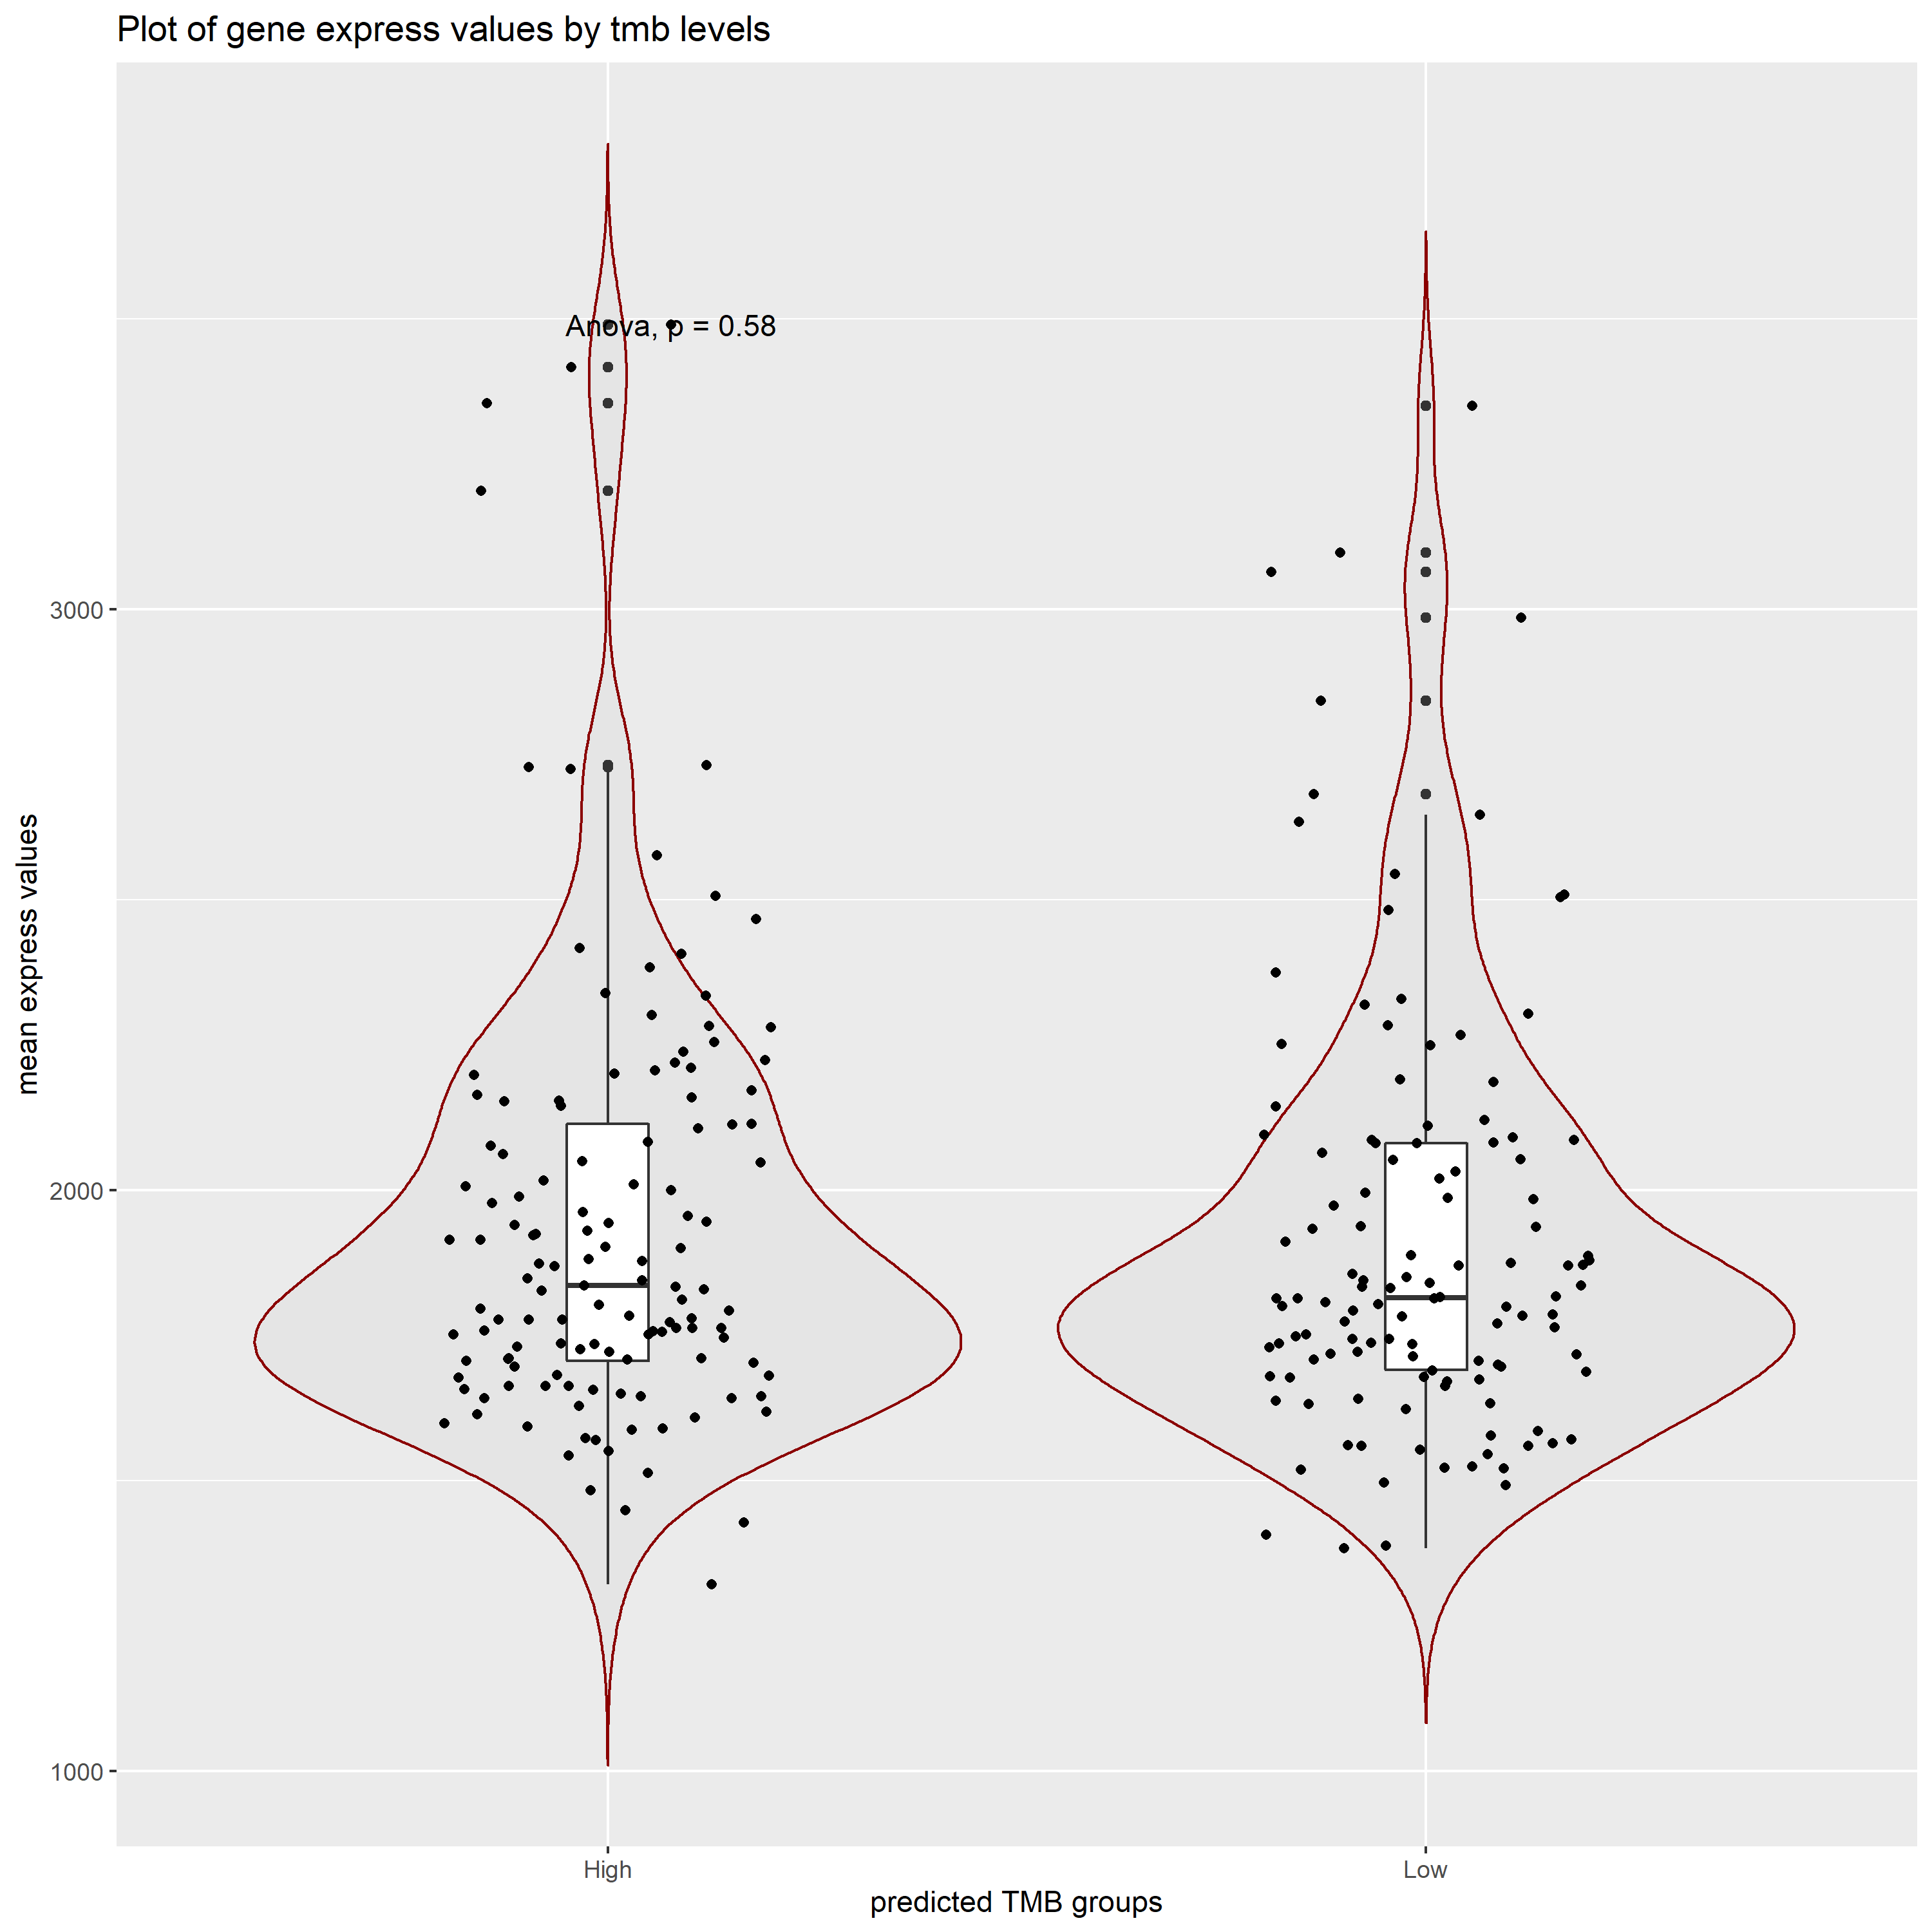 Plot of gene express values by tmb levels
Anova, p = 0.58
3000
2000
1000
mean express values
High
Low
predicted TMB groups